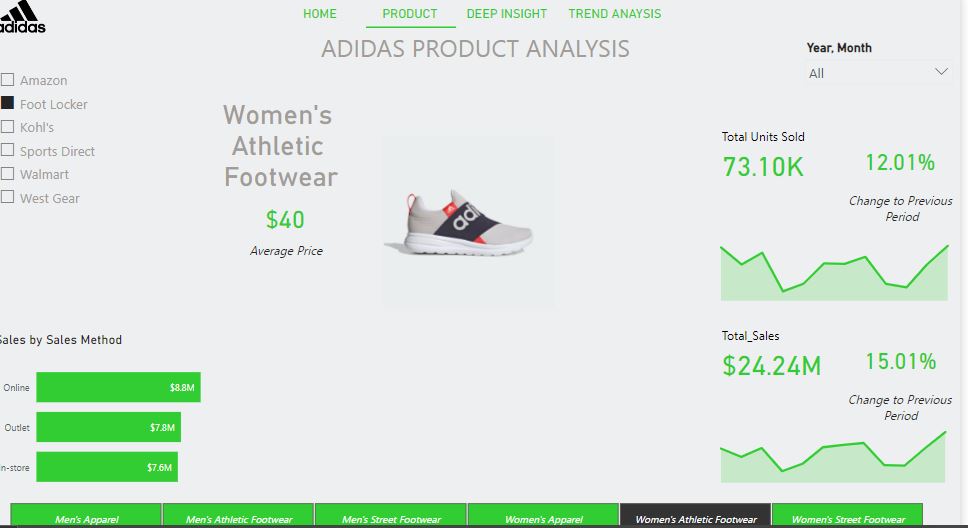 adidas
HOME
PRODUCT
DEEP INSIGHT
TREND ANAYSIS
ADIDAS PRODUCT ANALYSIS
Year, Month
All
Amazon
Foot Locker
Kohl's
Sports Direct
Walmart
West Gear
Women's
Athletic
Footwear
$40
Average Price
adi
Total Units Sold
73.10K
12.01%
Change to Previous
Period
Total_Sales
$24.24M
15.01%
Change to Previous
Period
Sales by Sales Method
Online
$8.8M
Outlet
$7.8M
In-store
$7.6M
Men's Apparel
Men's Athletic Footwear
Men's Street Footwear
Women's Apparel
Women's Athletic Footwear
Women's Street Footwear